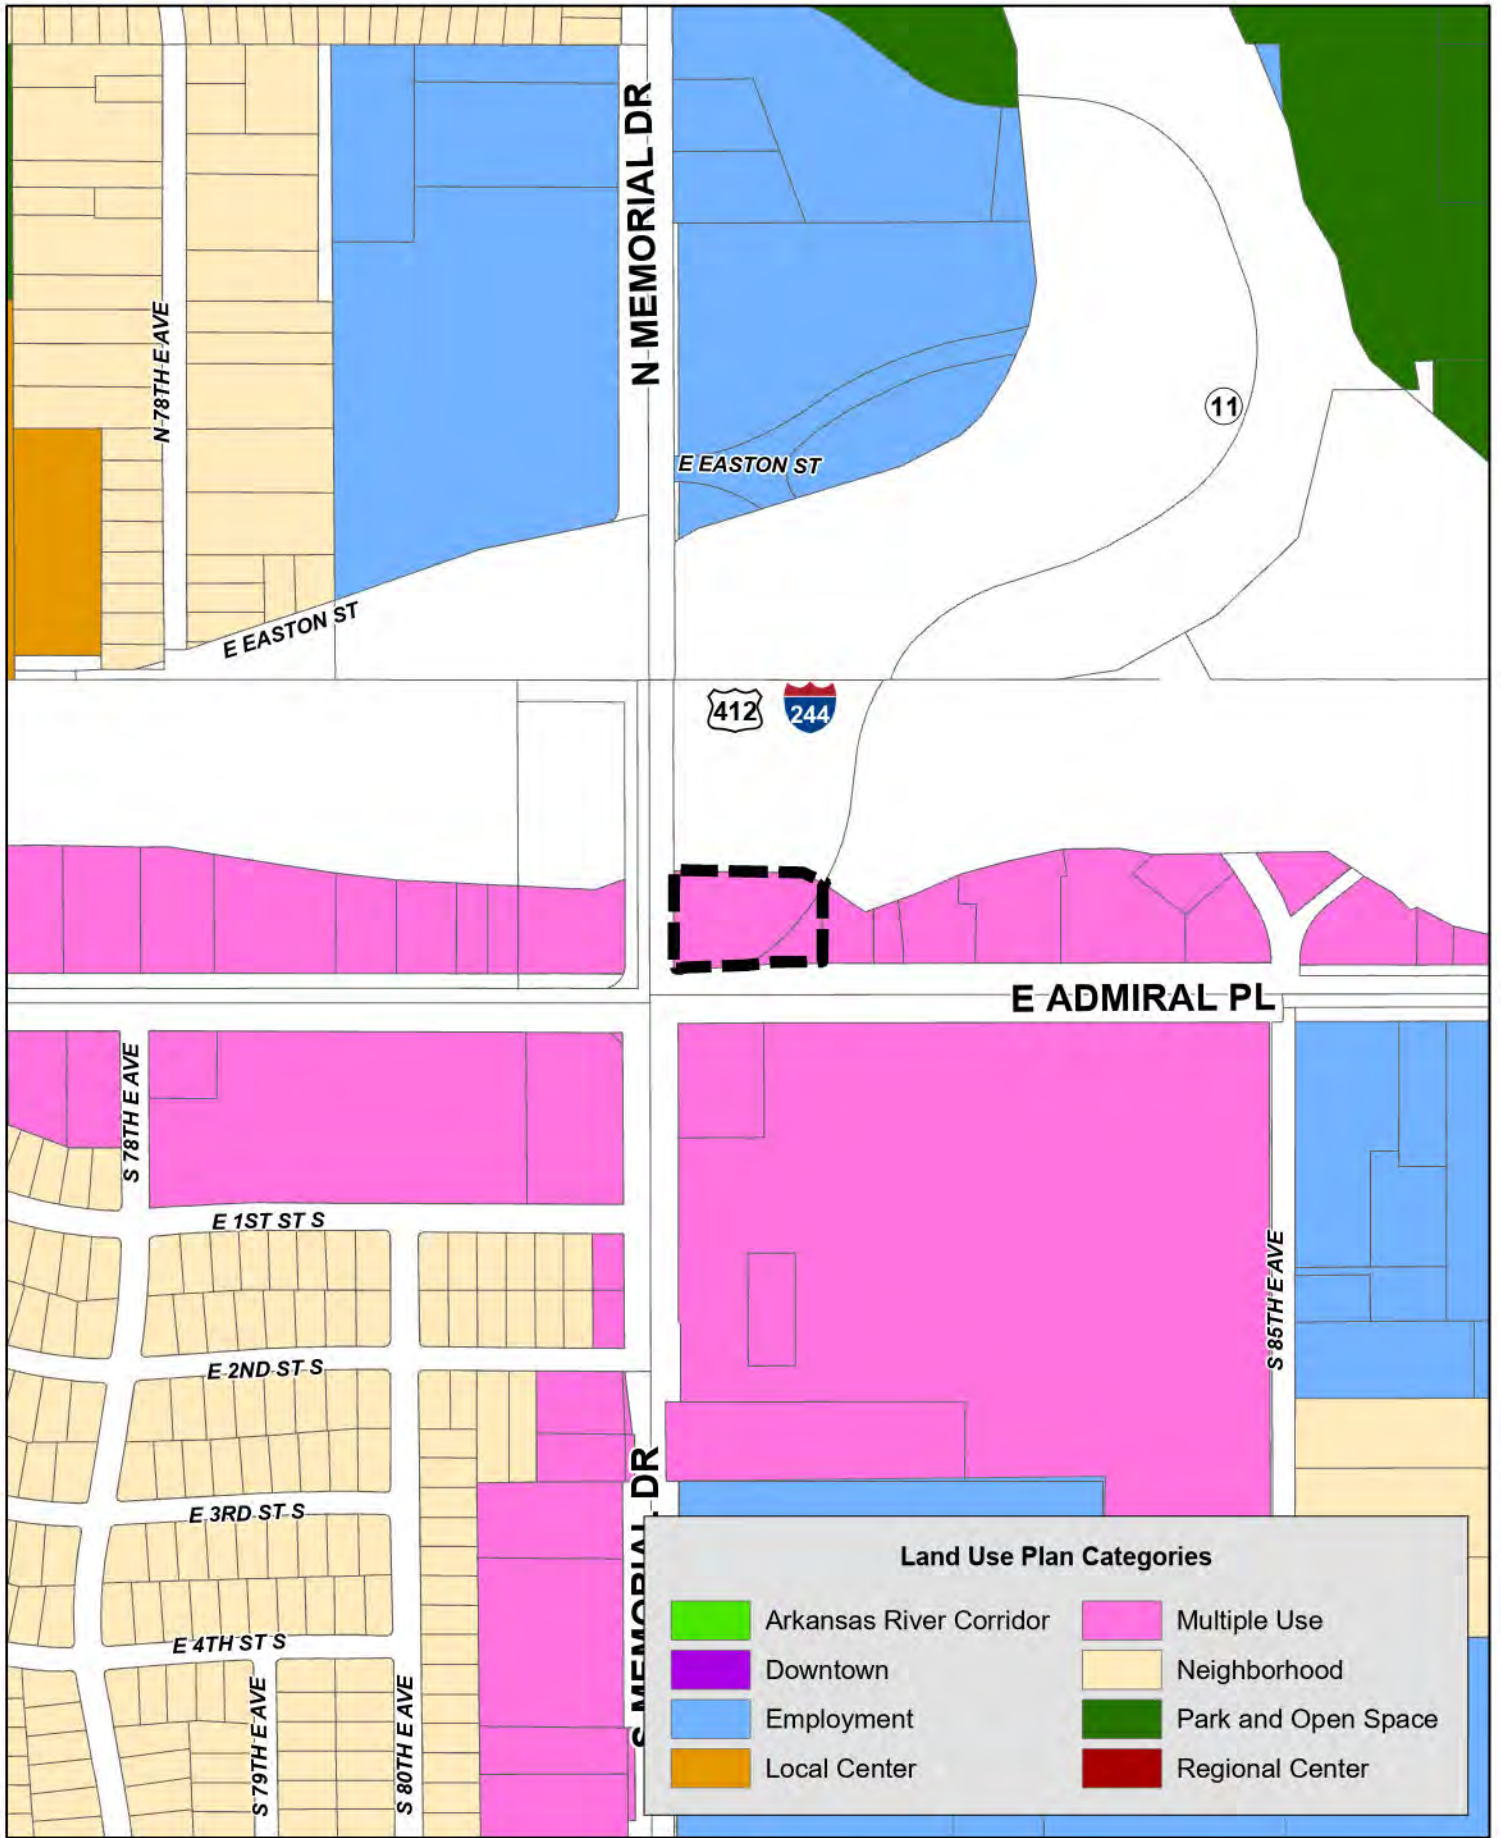 N MEMORIAL DR
N 78TH E AVE
11
E EASTON ST
E EASTON ST
412
244
E ADMIRAL PL
S 78TH E AVE
E 1ST ST S
S 85TH E AVE
E 2ND ST S
S MEMORIAL DR
E 3RD ST S
E 4TH ST S
S 79TH E AVE
S 80TH E AVE
Land Use Plan Categories
Arkansas River Corridor
Downtown
Employment
Local Center
Multiple Use
Neighborhood
Park and Open Space
Regional Center